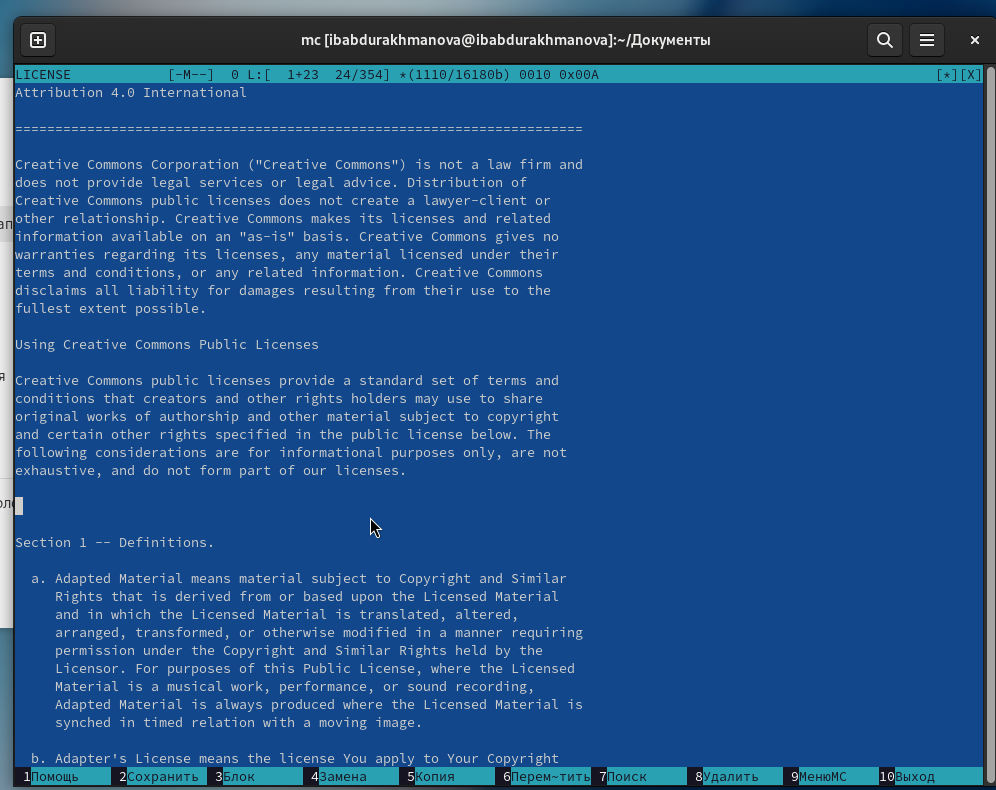 mc [ibabdurakhmanova@ibabdurakhmanova]:~/Документы
LICENSE [-M--] 0 L:[ 1+23 24/354] *(1110/16180b) 0010 0x00A [*][X]
Attribution 4.0 International
=======================================================================
Creative Commons Corporation ("Creative Commons") is not a law firm and
does not provide legal services or legal advice. Distribution of
Creative Commons public licenses does not create a lawyer-client or
other relationship. Creative Commons makes its licenses and related
information available on an "as-is" basis. Creative Commons gives no
warranties regarding its licenses, any material licensed under their
terms and conditions, or any related information. Creative Commons
disclaims all liability for damages resulting from their use to the
fullest extent possible.
Using Creative Commons Public Licenses
Creative Commons public licenses provide a standard set of terms and
conditions that creators and other rights holders may use to share
original works of authorship and other material subject to copyright
and certain other rights specified in the public license below. The
following considerations are for informational purposes only, are not
exhaustive, and do not form part of our licenses.
Section 1 -- Definitions.
a. Adapted Material means material subject to Copyright and Similar
Rights that is derived from or based upon the Licensed Material
and in which the Licensed Material is translated, altered,
arranged, transformed, or otherwise modified in a manner requiring
permission under the Copyright and Similar Rights held by the
Licensor. For purposes of this Public License, where the Licensed
Material is a musical work, performance, or sound recording,
Adapted Material is always produced where the Licensed Material is
synched in timed relation with a moving image.
b. Adapter's License means the license You apply to Your Copyright
1Помощь 2Сохранить 3Блок 4Замена 5Копия 6Перем~тить 7Поиск 8Удалить 9МенюМС 10Выход